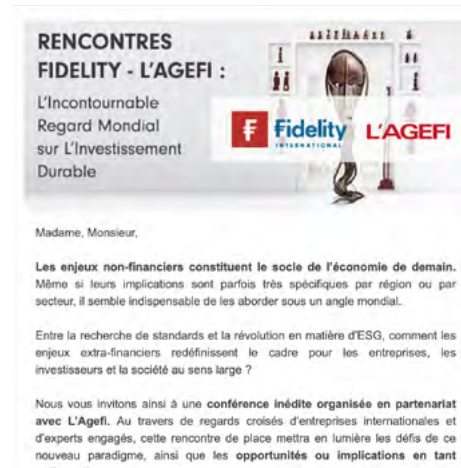 RENCONTRES
FIDELITY - L'AGEFI :
L'Incontournable
Regard Mondial
sur L'Investissement
Durable
Fidelity
INTERNATIONAL
L'AGEFI
Madame, Monsieur,
Les enjeux non-financiers constituent le socle de l'économie de demain.
Même si leurs implications sont parfois très spécifiques par région ou par
secteur, il semble indispensable de les aborder sous un angle mondial.
Entre la recherche de standards et la révolution en matière d'ESG, comment les
enjeux extra-financiers redéfinissent le cadre pour les entreprises, les
investisseurs et la société au sens large ?
Nous vous invitons ainsi à une conférence inédite organisée en partenariat
avec L'Agefi. Au travers de regards croisés d'entreprises internationales et
d'experts engagés, cette rencontre de place mettra en lumière les défis de ce
nouveau paradigme, ainsi que les opportunités ou implications en tant